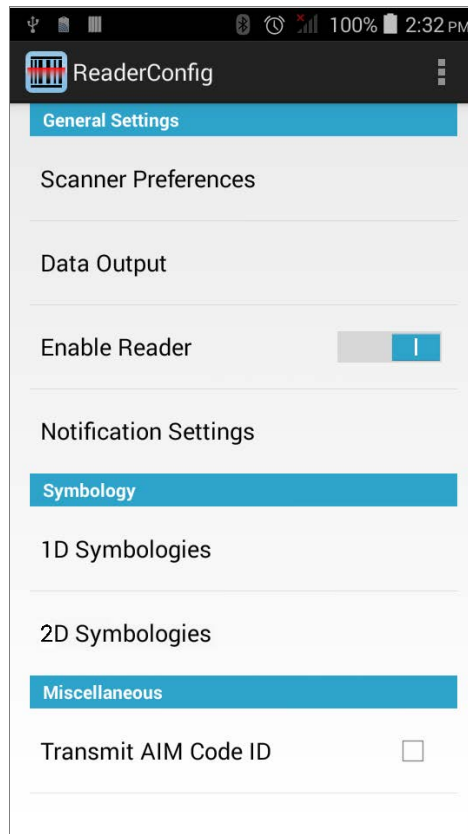 100% 2:32 PM
ReaderConfig
General Settings
Scanner Preferences
Data Output
Enable Reader
Notification Settings
Symbology
1D Symbologies
2D Symbologies
Miscellaneous
Transmit AIM Code ID